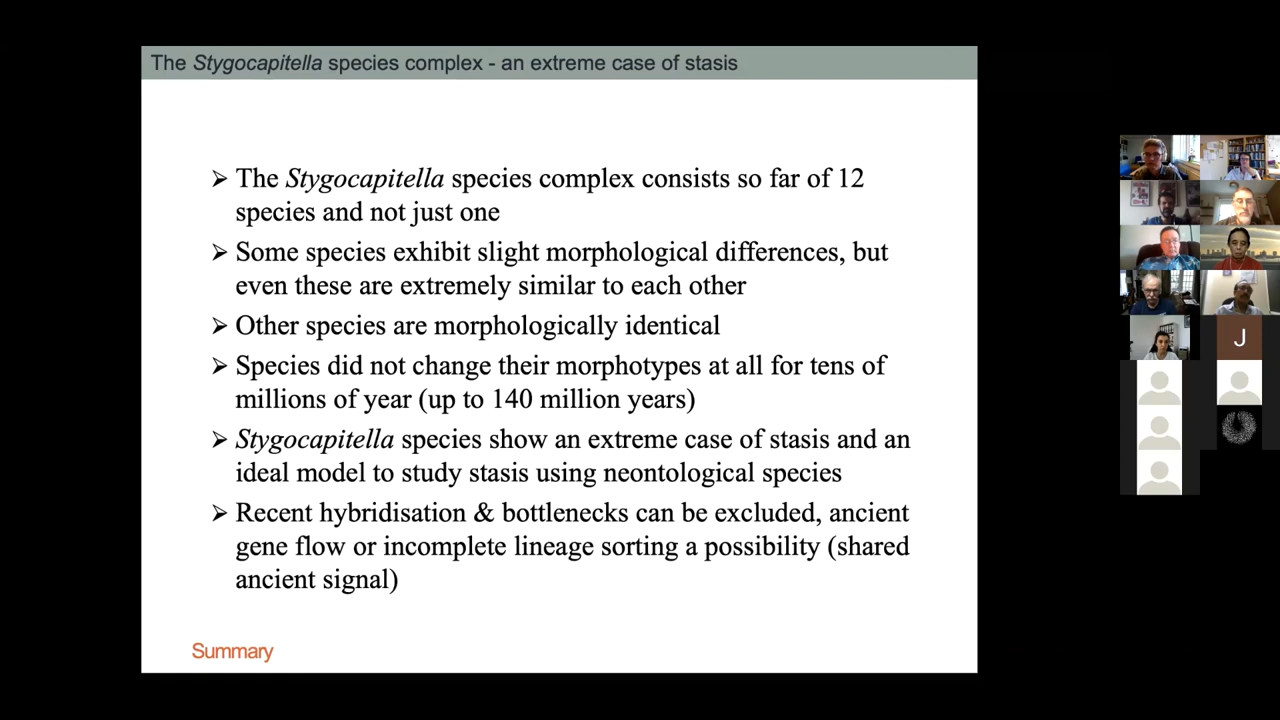 The Stygocapitella species complex - an extreme case of stasis
➢ The Stygocapitella species complex consists so far of 12
species and not just one
➢ Some species exhibit slight morphological differences, but
even these are extremely similar to each other
➢ Other species are morphologically identical
➢ Species did not change their morphotypes at all for tens of
millions of year (up to 140 million years)
➢ Stygocapitella species show an extreme case of stasis and an
ideal model to study stasis using neontological species
➢ Recent hybridisation & bottlenecks can be excluded, ancient
gene flow or incomplete lineage sorting a possibility (shared
ancient signal)
Summary
J